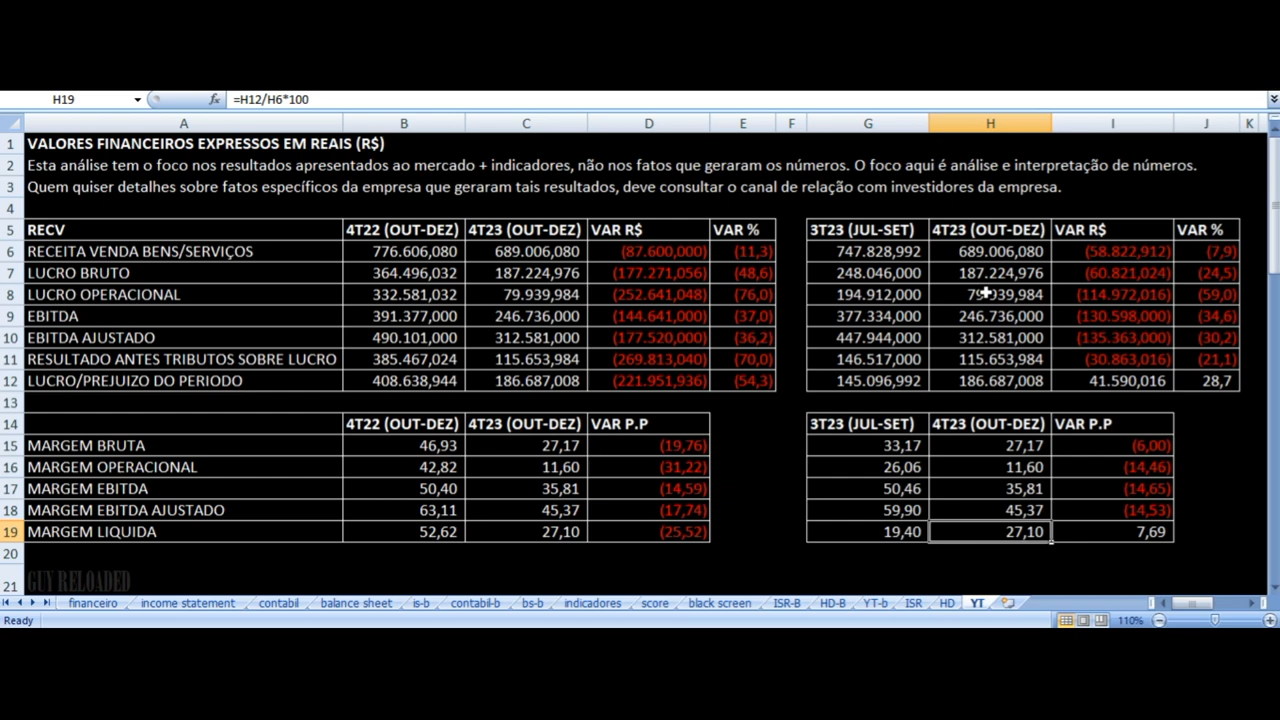 H19 fx =H12/H6*100
A B C D E F G H I J K
1 VALORES FINANCEIROS EXPRESSOS EM REAIS (R$)
2 Esta análise tem o foco nos resultados apresentados ao mercado + indicadores, não nos fatos que geraram os números. O foco aqui é análise e interpretação de números.
3 Quem quiser detalhes sobre fatos específicos da empresa que geraram tais resultados, deve consultar o canal de relação com investidores da empresa.
4
5 RECV 4T22 (OUT-DEZ) 4T23 (OUT-DEZ) VAR R$ VAR % 3T23 (JUL-SET) 4T23 (OUT-DEZ) VAR R$ VAR %
6 RECEITA VENDA BENS/SERVIÇOS 776.606,080 689.006,080 (87.600,000) (11,3) 747.828,992 689.006,080 (58.822,912) (7,9)
7 LUCRO BRUTO 364.496,032 187.224,976 (177.271,056) (48,6) 248.046,000 187.224,976 (60.821,024) (24,5)
8 LUCRO OPERACIONAL 332.581,032 79.939,984 (252.641,048) (76,0) 194.912,000 79.939,984 (114.972,016) (59,0)
9 EBITDA 391.377,000 246.736,000 (144.641,000) (37,0) 377.334,000 246.736,000 (130.598,000) (34,6)
10 EBITDA AJUSTADO 490.101,000 312.581,000 (177.520,000) (36,2) 447.944,000 312.581,000 (135.363,000) (30,2)
11 RESULTADO ANTES TRIBUTOS SOBRE LUCRO 385.467,024 115.653,984 (269.813,040) (70,0) 146.517,000 115.653,984 (30.863,016) (21,1)
12 LUCRO/PREJUIZO DO PERIODO 408.638,944 186.687,008 (221.951,936) (54,3) 145.096,992 186.687,008 41.590,016 28,7
13
14 4T22 (OUT-DEZ) 4T23 (OUT-DEZ) VAR P.P 3T23 (JUL-SET) 4T23 (OUT-DEZ) VAR P.P
15 MARGEM BRUTA 46,93 27,17 (19,76) 33,17 27,17 (6,00)
16 MARGEM OPERACIONAL 42,82 11,60 (31,22) 26,06 11,60 (14,46)
17 MARGEM EBITDA 50,40 35,81 (14,59) 50,46 35,81 (14,65)
18 MARGEM EBITDA AJUSTADO 63,11 45,37 (17,74) 59,90 45,37 (14,53)
19 MARGEM LIQUIDA 52,62 27,10 (25,52) 19,40 27,10 7,69
20
21 GUY RELOADED
financeiro income statement contabil balance sheet is-b contabil-b bs-b indicadores score black screen ISR-B HD-B YT-b ISR HD YT
Ready 110%